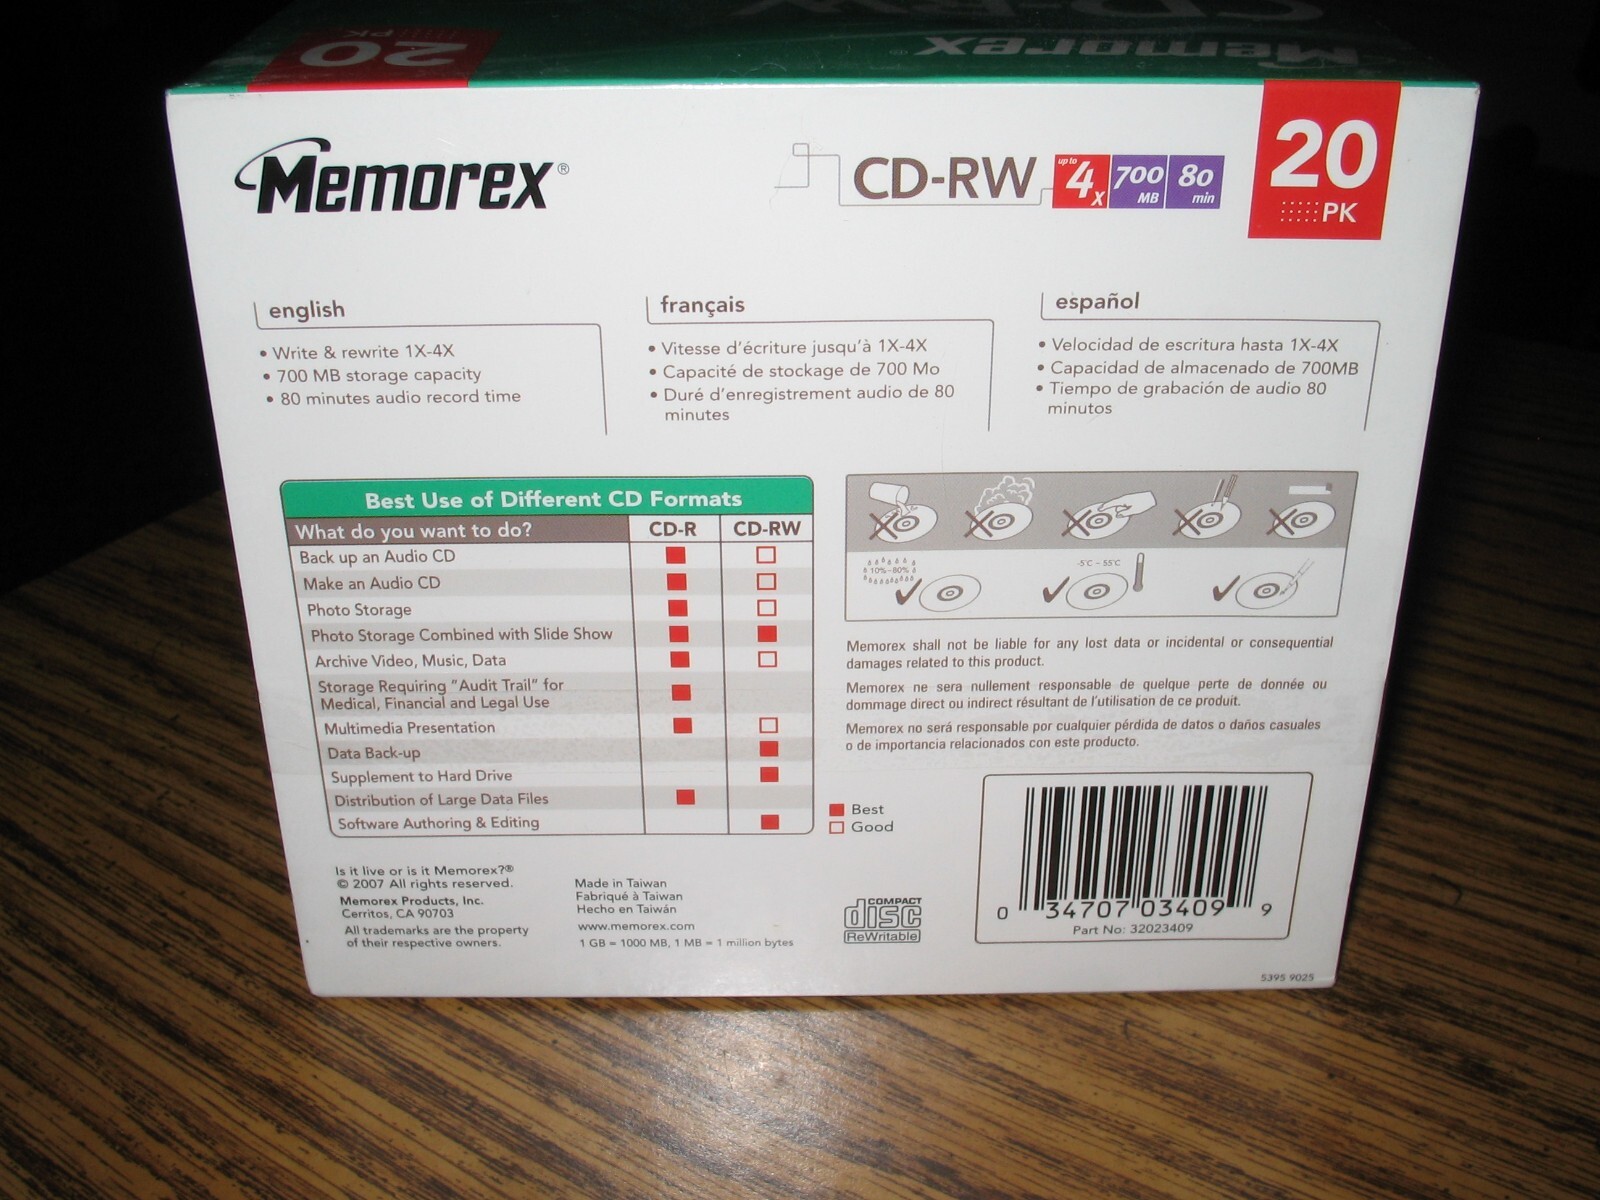 20
PK
CD-RW
Memorex®
Memorex®
CD-RW
up to
4x
700
MB
80
min
20
PK
english
• Write & rewrite 1X-4X
• 700 MB storage capacity
• 80 minutes audio record time
français
• Vitesse d'écriture jusqu'à 1X-4X
• Capacité de stockage de 700 Mo
• Duré d'enregistrement audio de 80
minutes
español
• Velocidad de escritura hasta 1X-4X
• Capacidad de almacenado de 700MB
• Tiempo de grabación de audio 80
minutos
Best Use of Different CD Formats
What do you want to do? CD-R CD-RW
Back up an Audio CD
Make an Audio CD
Photo Storage
Photo Storage Combined with Slide Show
Archive Video, Music, Data
Storage Requiring "Audit Trail" for
Medical, Financial and Legal Use
Multimedia Presentation
Data Back-up
Supplement to Hard Drive
Distribution of Large Data Files
Software Authoring & Editing
Best
Good
10%-80%
-5°C - 55°C
Memorex shall not be liable for any lost data or incidental or consequential
damages related to this product.
Memorex ne sera nullement responsable de quelque perte de donnée ou
dommage direct ou indirect résultant de l'utilisation de ce produit.
Memorex no será responsable por cualquier pérdida de datos o daños casuales
o de importancia relacionados con este producto.
Is it live or is it Memorex?®
© 2007 All rights reserved.
Memorex Products, Inc.
Cerritos, CA 90703
All trademarks are the property
of their respective owners.
Made in Taiwan
Fabriqué à Taiwan
Hecho en Taiwán
www.memorex.com
1 GB = 1000 MB, 1 MB = 1 million bytes
COMPACT
disc
ReWritable
0 34707 03409 9
Part No: 32023409
5395 9025